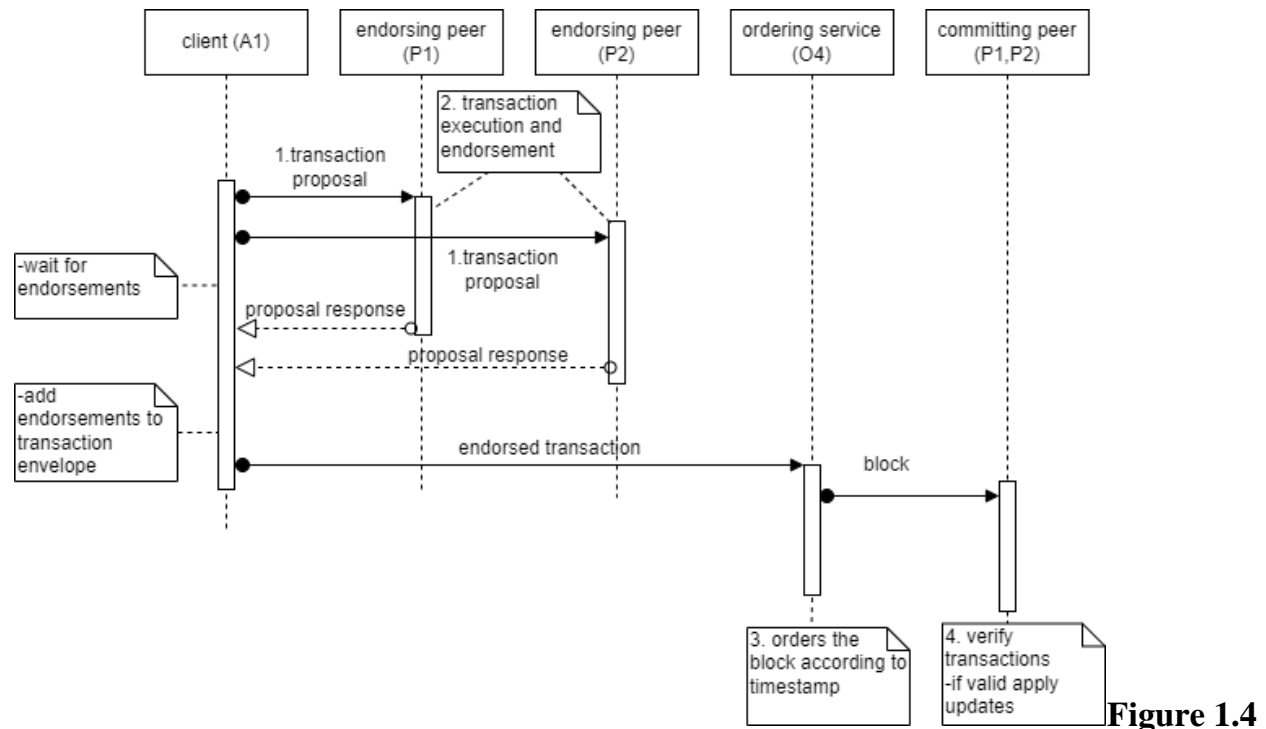 client (A1)
endorsing peer
(P1)
endorsing peer
(P2)
ordering service
(O4)
committing peer
(P1,P2)
2. transaction
execution and
endorsement
1.transaction
proposal
1.transaction
proposal
-wait for
endorsements
proposal response
proposal response
-add
endorsements to
transaction
envelope
endorsed transaction
block
3. orders the
block according to
timestamp
4. verify
transactions
-if valid apply
updates
Figure 1.4